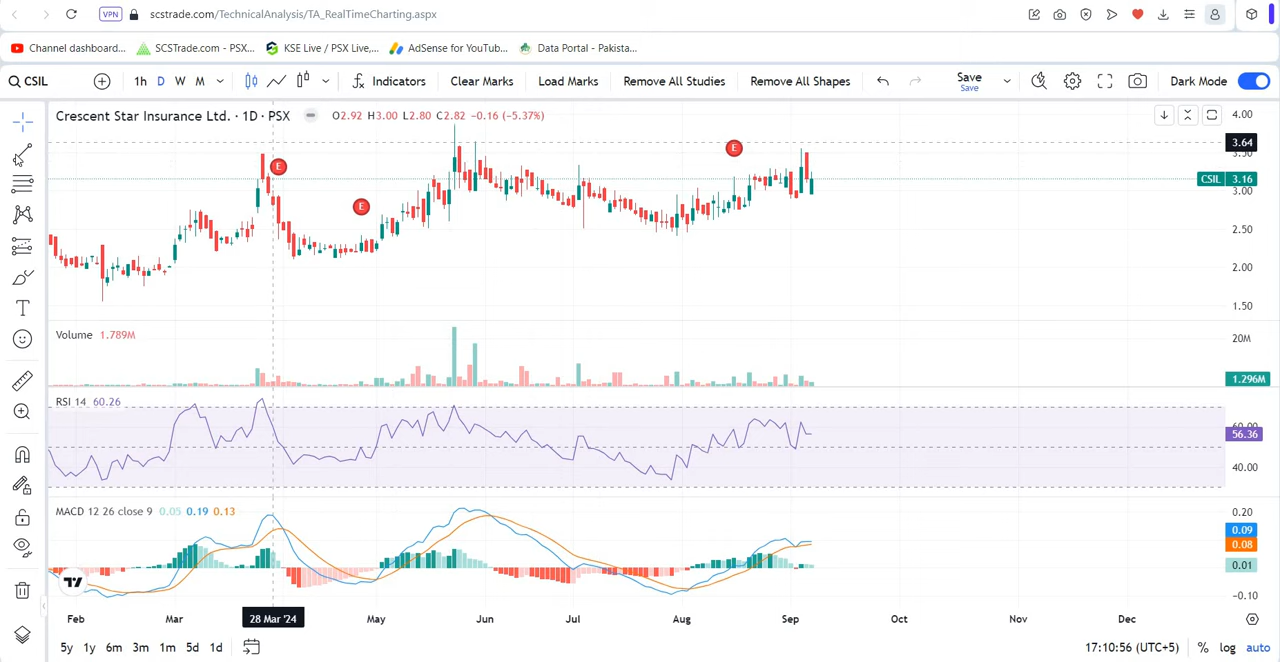 VPN scstrade.com/TechnicalAnalysis/TA_RealTimeCharting.aspx
Channel dashboard... SCSTrade.com - PSX... KSE Live / PSX Live,... AdSense for YouTub... Data Portal - Pakista...
CSIL 1h D W M Indicators Clear Marks Load Marks Remove All Studies Remove All Shapes Save Dark Mode
Save
Crescent Star Insurance Ltd. · 1D · PSX O2.92 H3.00 L2.80 C2.82 −0.16 (−5.37%)
4.00
3.64
3.50
E
E
E
CSIL 3.16
3.00
2.50
2.00
1.50
Volume 1.789M
20M
1.296M
RSI 14 60.26
60.00
56.36
40.00
MACD 12 26 close 9 0.05 0.19 0.13
0.20
0.09
0.08
0.01
−0.10
Feb Mar 28 Mar '24 May Jun Jul Aug Sep Oct Nov Dec
5y 1y 6m 3m 1m 5d 1d 17:10:56 (UTC+5) % log auto